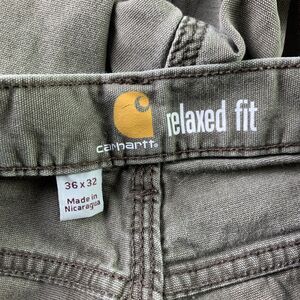 carhartt®
relaxed fit
36 x 32
Made in
Nicaragua